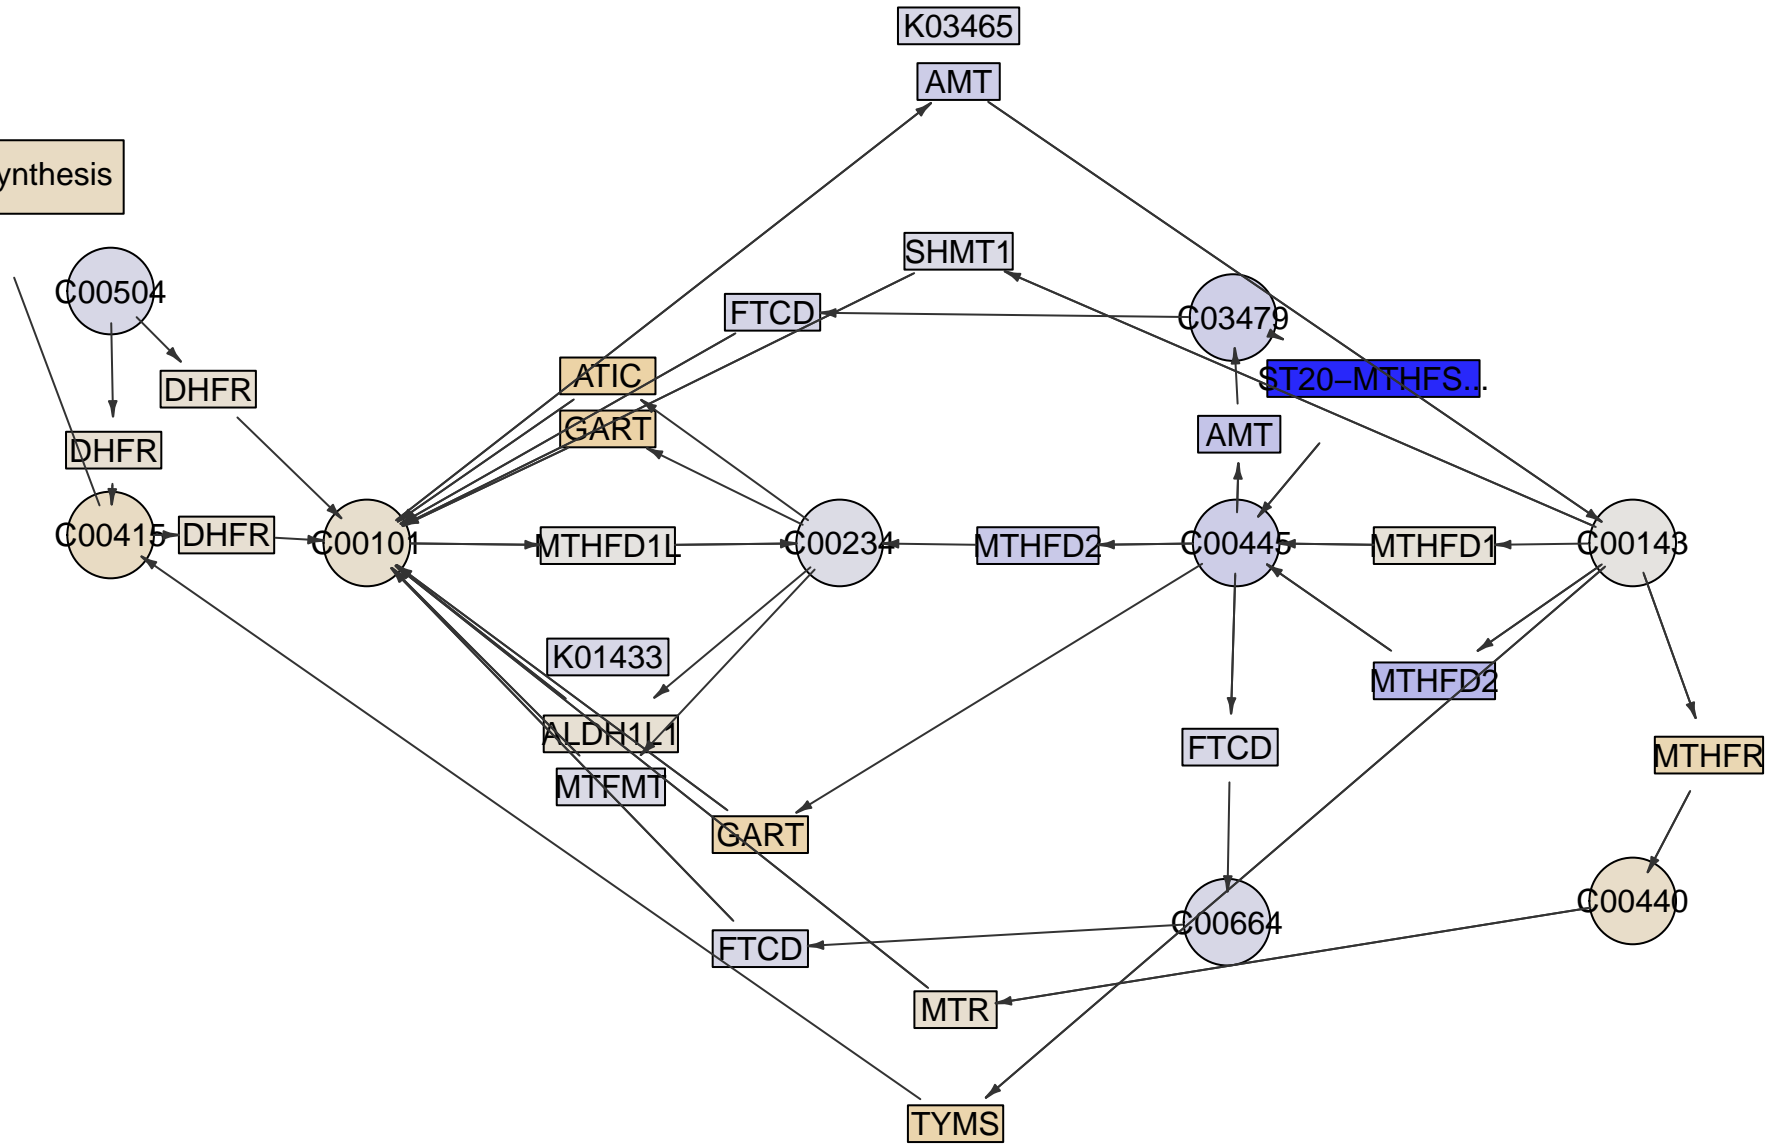 K03465
AMT
ynthesis
SHMT1
C00504
FTCD
C03479
ATIC
ST20−MTHFS...
DHFR
GART
AMT
DHFR
C00415
DHFR
C00101
MTHFD1L
C00234
MTHFD2
C00445
MTHFD1
C00143
K01433
MTHFD2
ALDH1L1
FTCD
MTHFR
MTFMT
GART
C00440
C00664
FTCD
MTR
TYMS